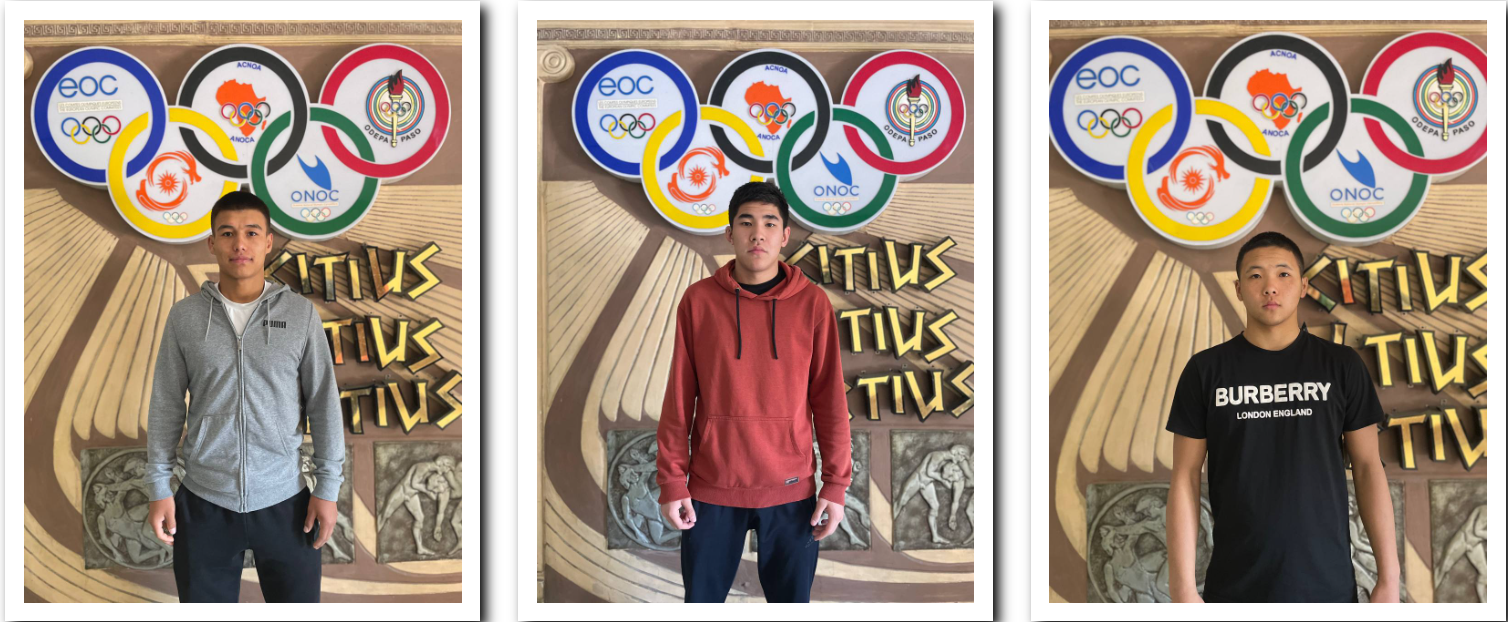 eoc
ACNOA
ANOCA
ODEPA PASO
ONOC
CITIUS
TIUS
TIUS
PUMA
eoc
ACNOA
ANOCA
ODEPA PASO
ONOC
CITIUS
TIUS
TIUS
eoc
ACNOA
ANOCA
ODEPA PASO
ONOC
CITIUS
TIUS
TIU
BURBERRY
LONDON ENGLAND